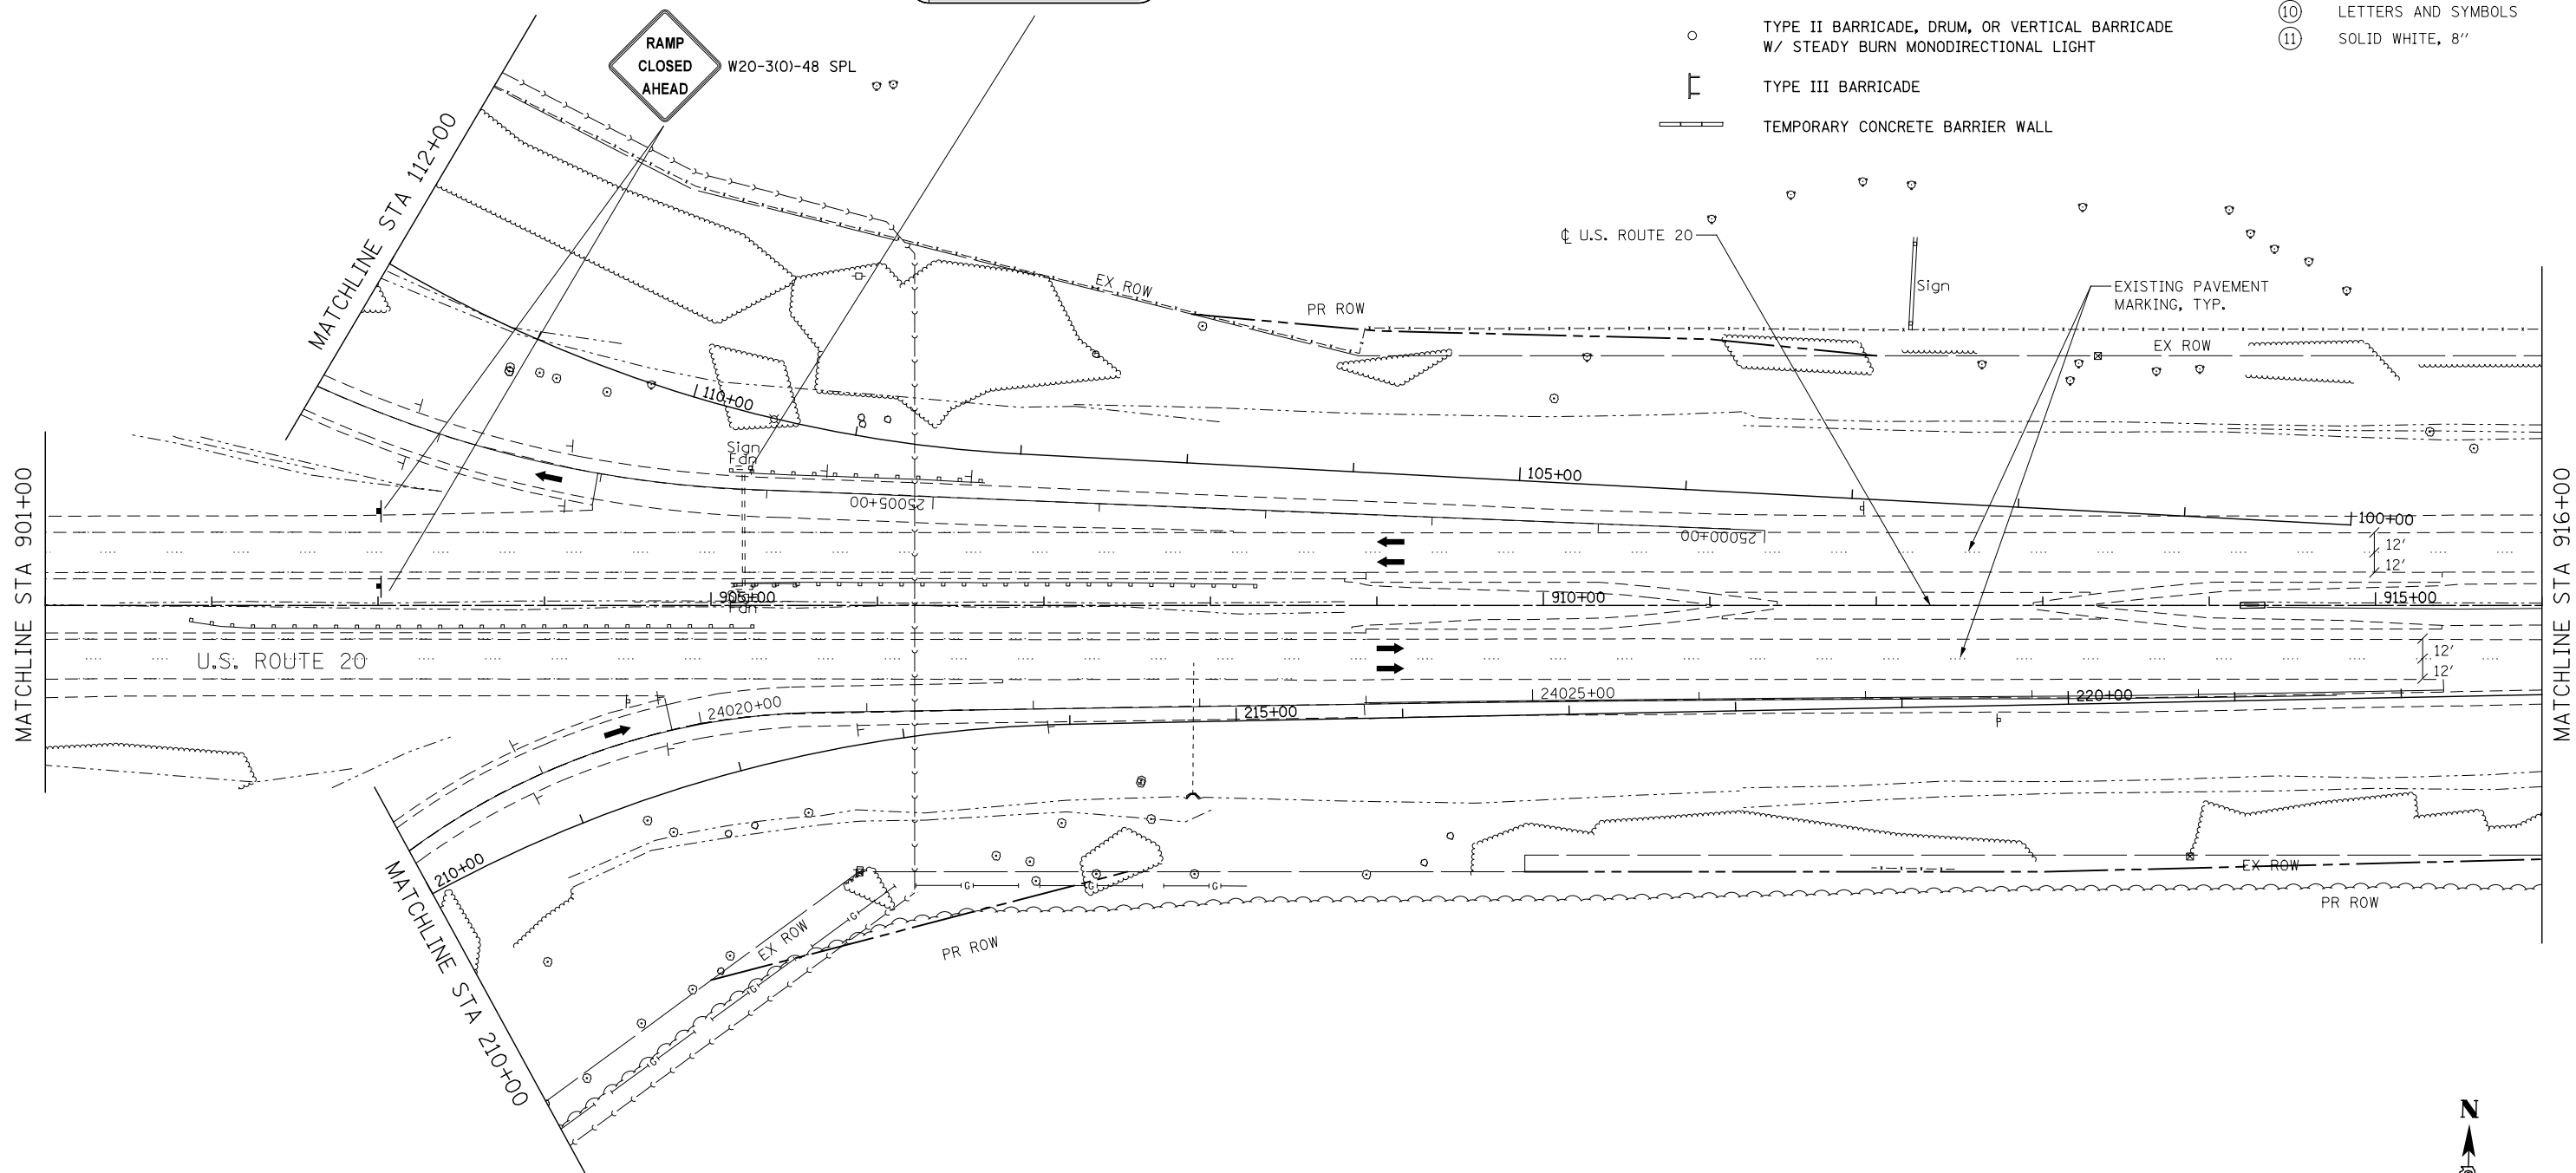 RAMP
CLOSED
AHEAD
W20-3(O)-48 SPL
TYPE II BARRICADE, DRUM, OR VERTICAL BARRICADE
W/ STEADY BURN MONODIRECTIONAL LIGHT
TYPE III BARRICADE
TEMPORARY CONCRETE BARRIER WALL
10 LETTERS AND SYMBOLS
11 SOLID WHITE, 8"
MATCHLINE STA 112+00
℄ U.S. ROUTE 20
EX ROW
PR ROW
Sign
EXISTING PAVEMENT
MARKING, TYP.
EX ROW
110+00
Sign
Fdn
105+00
25005+00
25000+00
100+00
12'
12'
MATCHLINE STA 901+00
MATCHLINE STA 916+00
905+00
Fdn
910+00
915+00
U.S. ROUTE 20
12'
12'
24020+00
24025+00
215+00
220+00
210+00
MATCHLINE STA 210+00
EX ROW
G
G
G
G
G
G
PR ROW
EX ROW
PR ROW
N